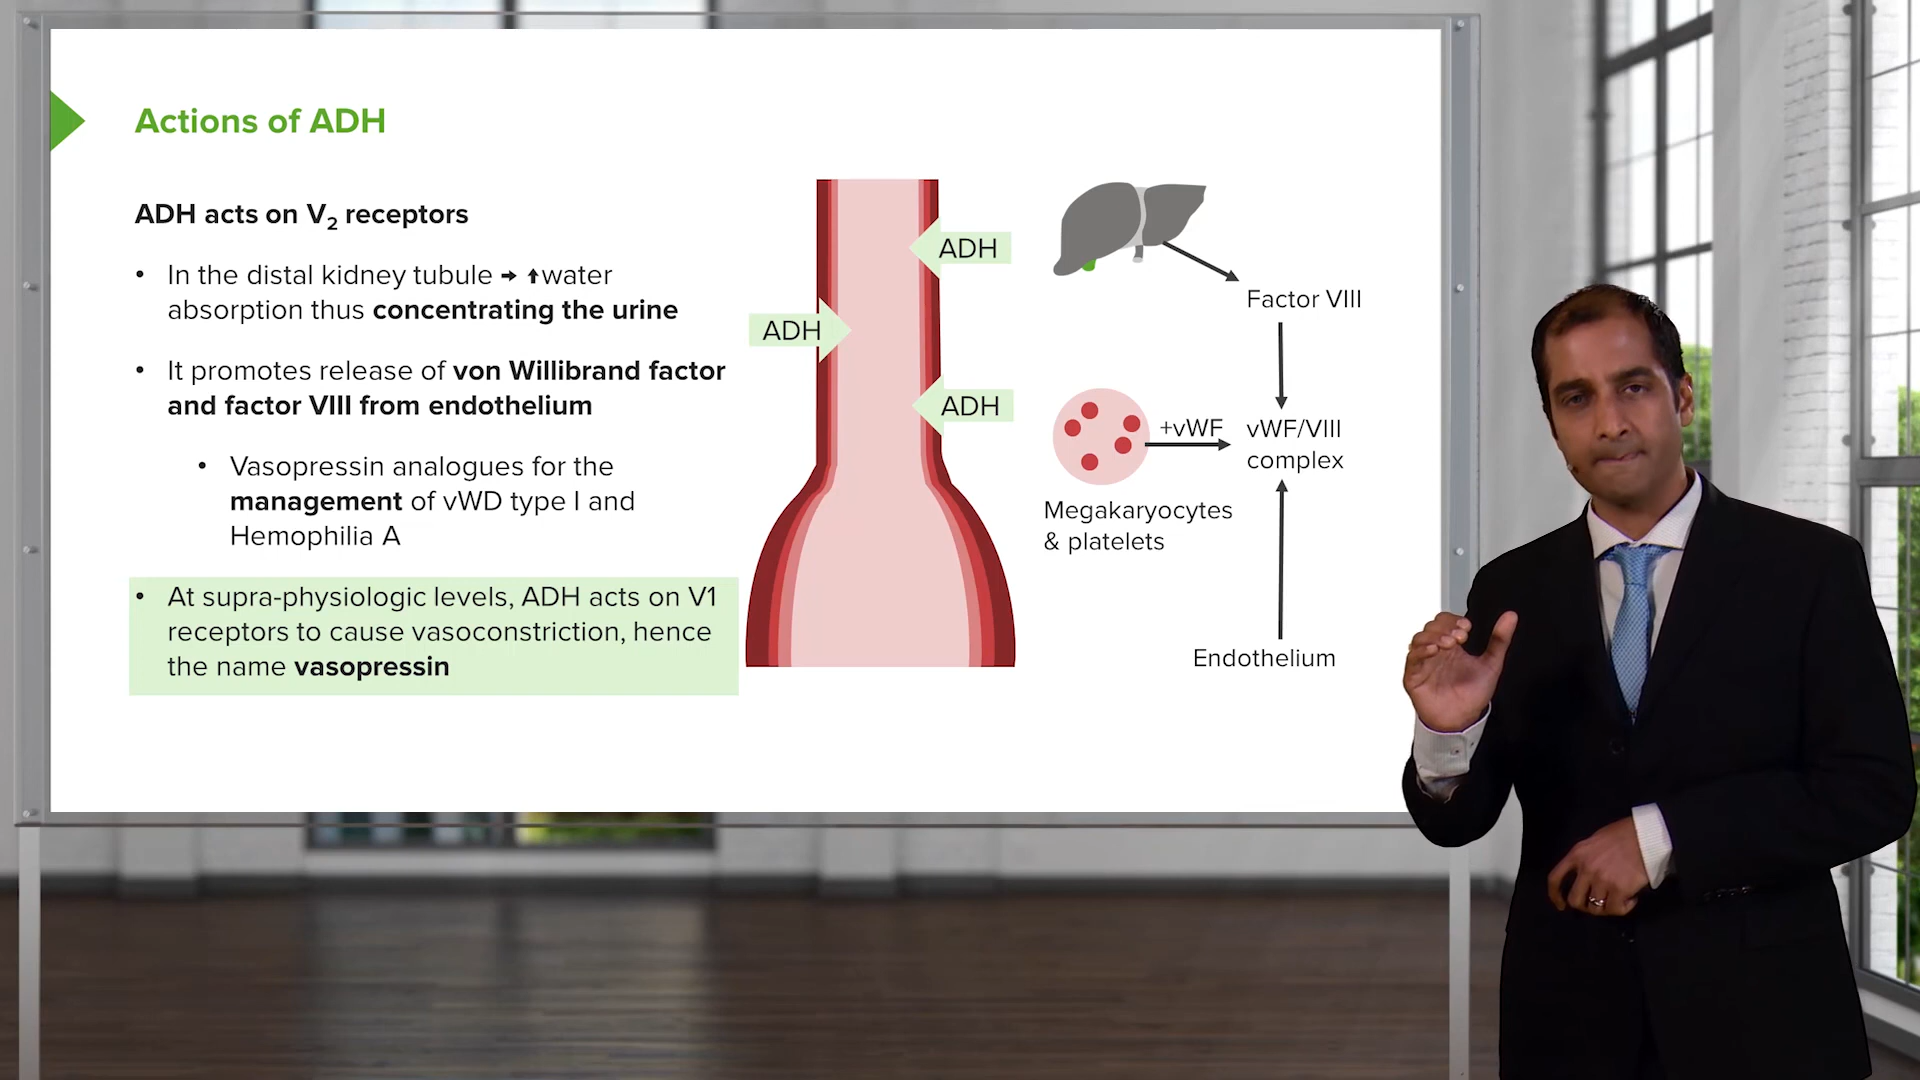 Actions of ADH
ADH acts on V2 receptors
• In the distal kidney tubule → ↑water
absorption thus concentrating the urine
• It promotes release of von Willibrand factor
and factor VIII from endothelium
• Vasopressin analogues for the
management of vWD type I and
Hemophilia A
• At supra-physiologic levels, ADH acts on V1
receptors to cause vasoconstriction, hence
the name vasopressin
ADH
ADH
ADH
Factor VIII
+vWF
vWF/VIII
complex
Megakaryocytes
& platelets
Endothelium